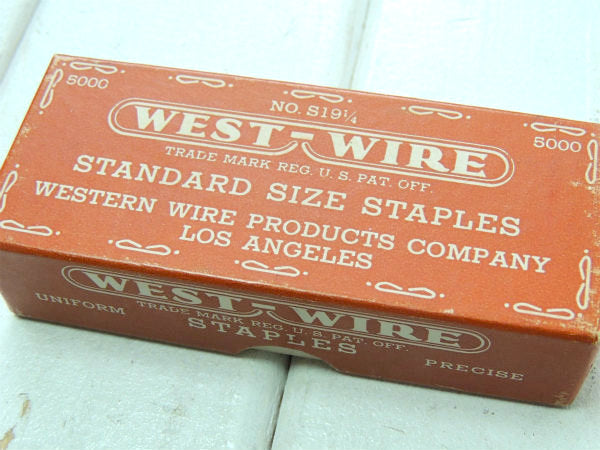 5000
NO. S19¼
5000
WEST-WIRE
TRADE MARK REG. U. S. PAT. OFF.
STANDARD SIZE STAPLES
WESTERN WIRE PRODUCTS COMPANY
LOS ANGELES
WEST-WIRE
TRADE MARK REG. U. S. PAT. OFF.
UNIFORM STAPLES PRECISE